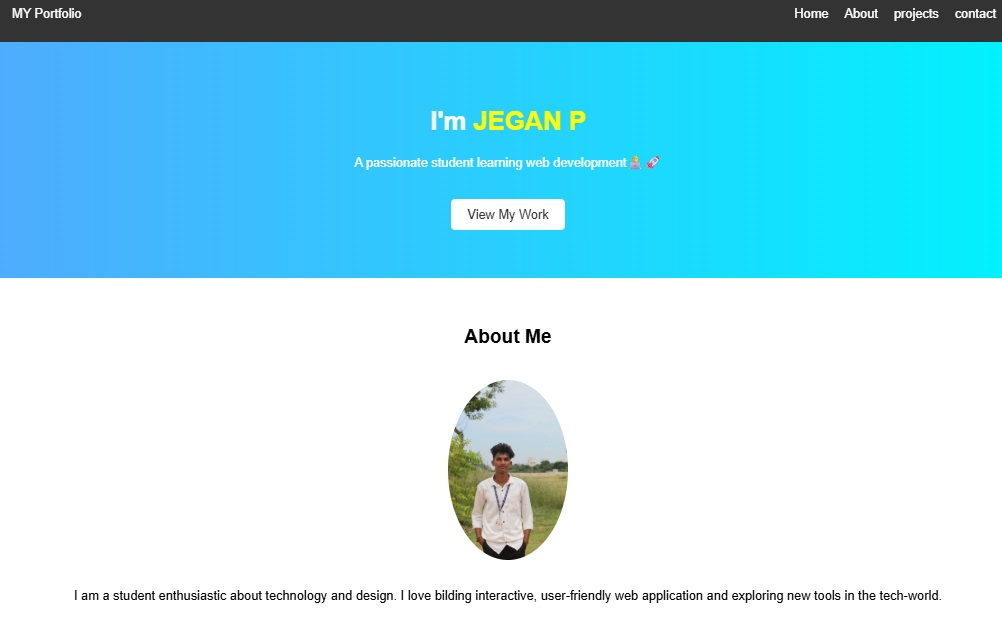 MY Portfolio Home About projects contact
I'm JEGAN P
A passionate student learning web development
View My Work
About Me
I am a student enthusiastic about technology and design. I love bilding interactive, user-friendly web application and exploring new tools in the tech-world.